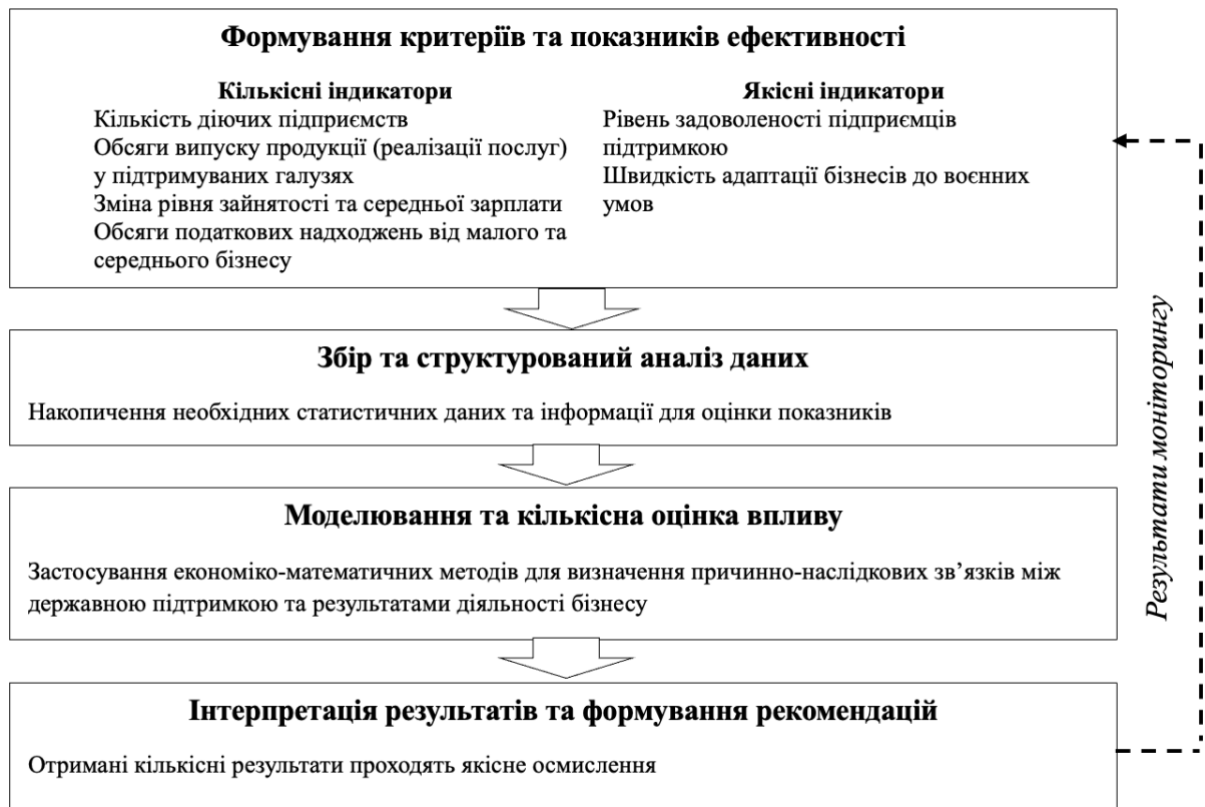 Формування критеріїв та показників ефективності
Кількісні індикатори
Кількість діючих підприємств
Обсяги випуску продукції (реалізації послуг)
у підтримуваних галузях
Зміна рівня зайнятості та середньої зарплати
Обсяги податкових надходжень від малого та
середнього бізнесу
Якісні індикатори
Рівень задоволеності підприємців
підтримкою
Швидкість адаптації бізнесів до воєнних
умов
Збір та структурований аналіз даних
Накопичення необхідних статистичних даних та інформації для оцінки показників
Моделювання та кількісна оцінка впливу
Застосування економіко-математичних методів для визначення причинно-наслідкових зв’язків між
державною підтримкою та результатами діяльності бізнесу
Інтерпретація результатів та формування рекомендацій
Отримані кількісні результати проходять якісне осмислення
Результати моніторингу